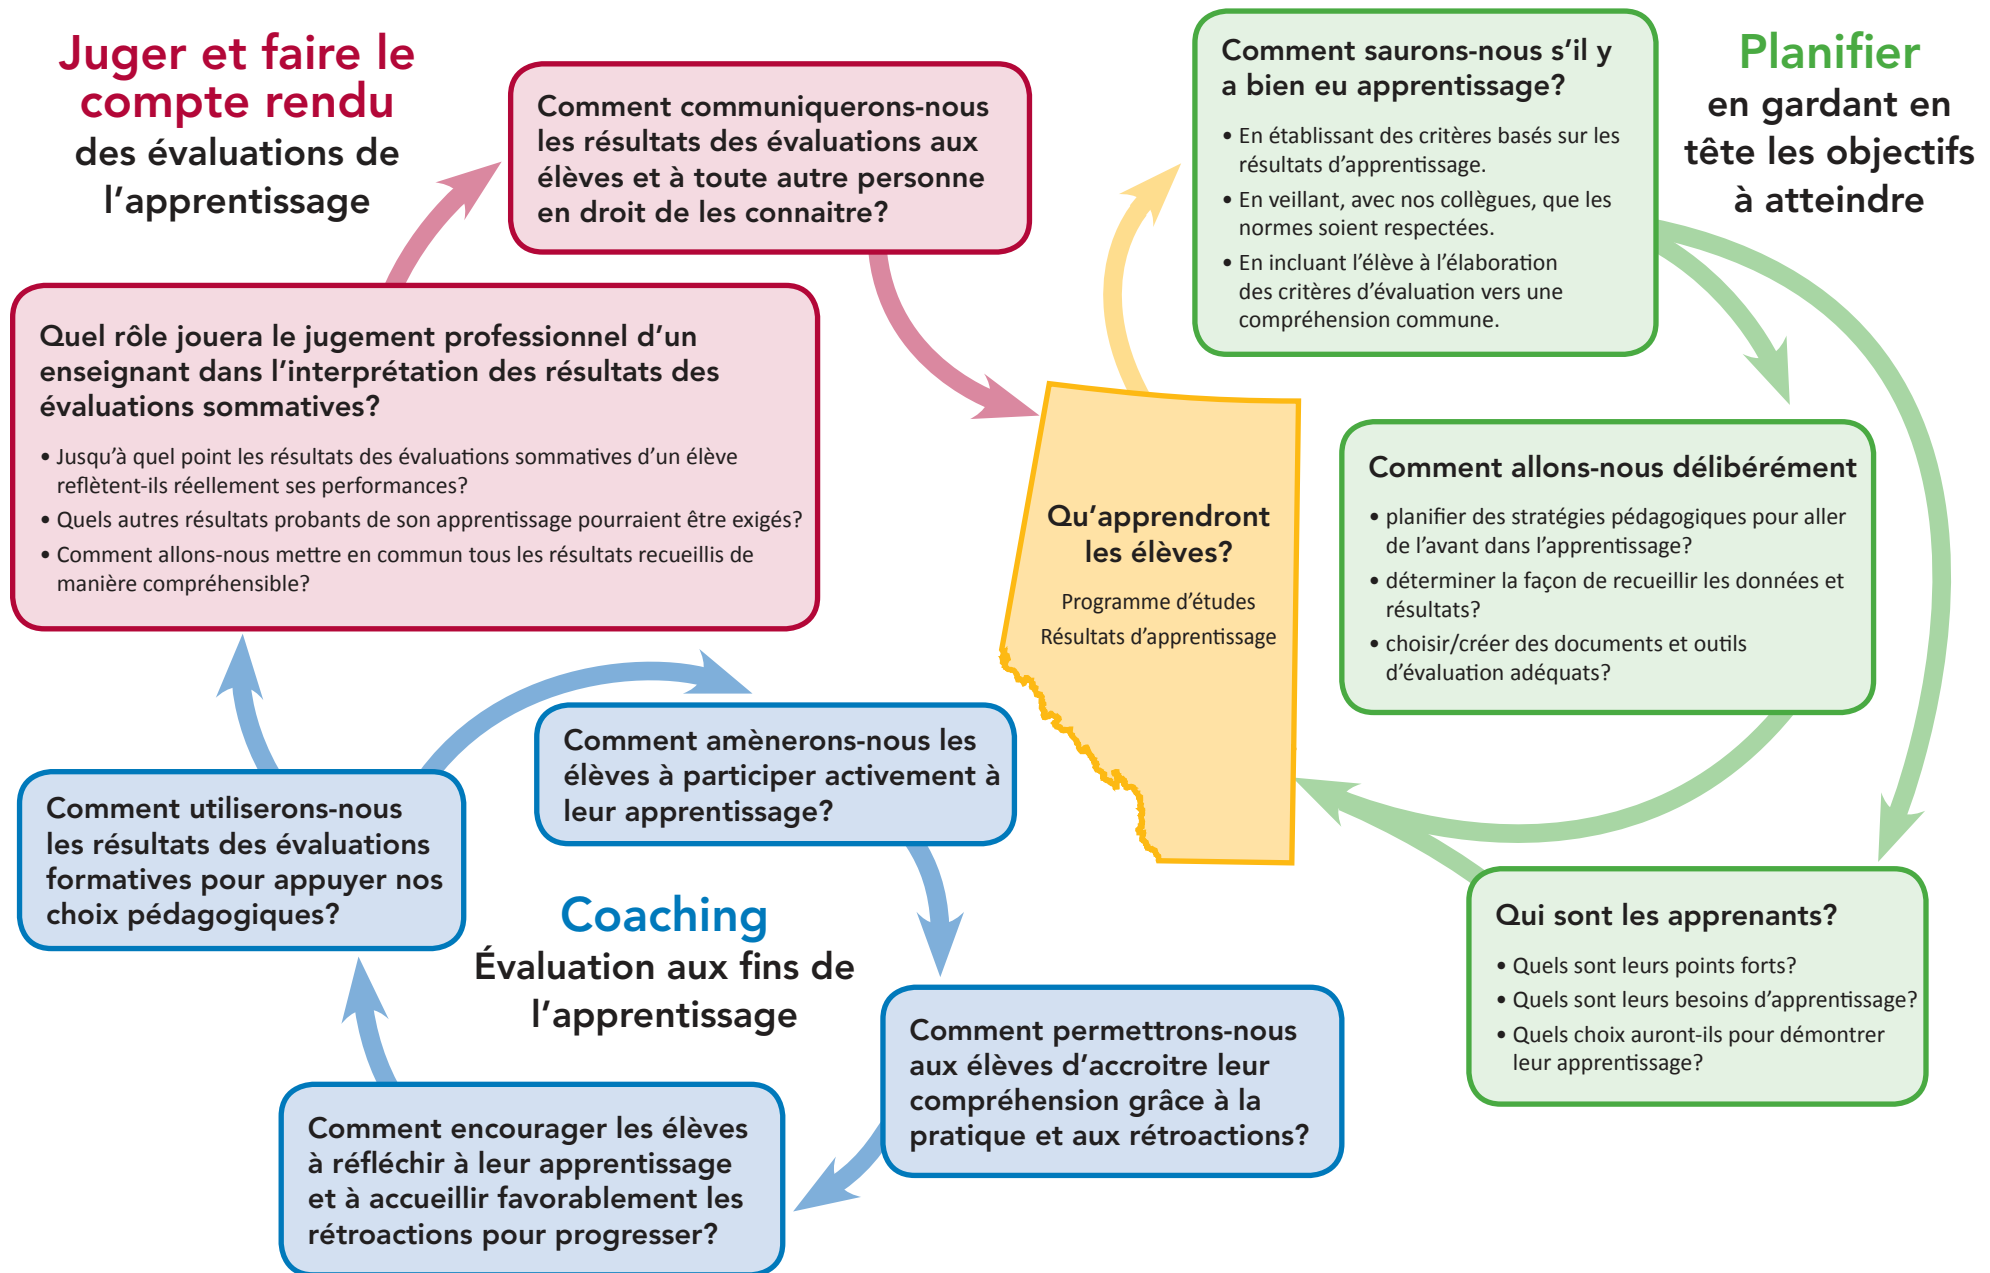 Juger et faire le
compte rendu
des évaluations de
l'apprentissage
Comment communiquerons-nous
les résultats des évaluations aux
élèves et à toute autre personne
en droit de les connaitre?
Comment saurons-nous s'il y
a bien eu apprentissage?
• En établissant des critères basés sur les
résultats d'apprentissage.
• En veillant, avec nos collègues, que les
normes soient respectées.
• En incluant l'élève à l'élaboration
des critères d'évaluation vers une
compréhension commune.
Planifier
en gardant en
tête les objectifs
à atteindre
Quel rôle jouera le jugement professionnel d'un
enseignant dans l'interprétation des résultats des
évaluations sommatives?
• Jusqu'à quel point les résultats des évaluations sommatives d'un élève
reflètent-ils réellement ses performances?
• Quels autres résultats probants de son apprentissage pourraient être exigés?
• Comment allons-nous mettre en commun tous les résultats recueillis de
manière compréhensible?
Qu'apprendront
les élèves?
Programme d'études
Résultats d'apprentissage
Comment allons-nous délibérément
• planifier des stratégies pédagogiques pour aller
de l'avant dans l'apprentissage?
• déterminer la façon de recueillir les données et
résultats?
• choisir/créer des documents et outils
d'évaluation adéquats?
Comment amènerons-nous les
élèves à participer activement à
leur apprentissage?
Comment utiliserons-nous
les résultats des évaluations
formatives pour appuyer nos
choix pédagogiques?
Coaching
Évaluation aux fins de
l'apprentissage
Qui sont les apprenants?
• Quels sont leurs points forts?
• Quels sont leurs besoins d'apprentissage?
• Quels choix auront-ils pour démontrer
leur apprentissage?
Comment permettrons-nous
aux élèves d'accroitre leur
compréhension grâce à la
pratique et aux rétroactions?
Comment encourager les élèves
à réfléchir à leur apprentissage
et à accueillir favorablement les
rétroactions pour progresser?